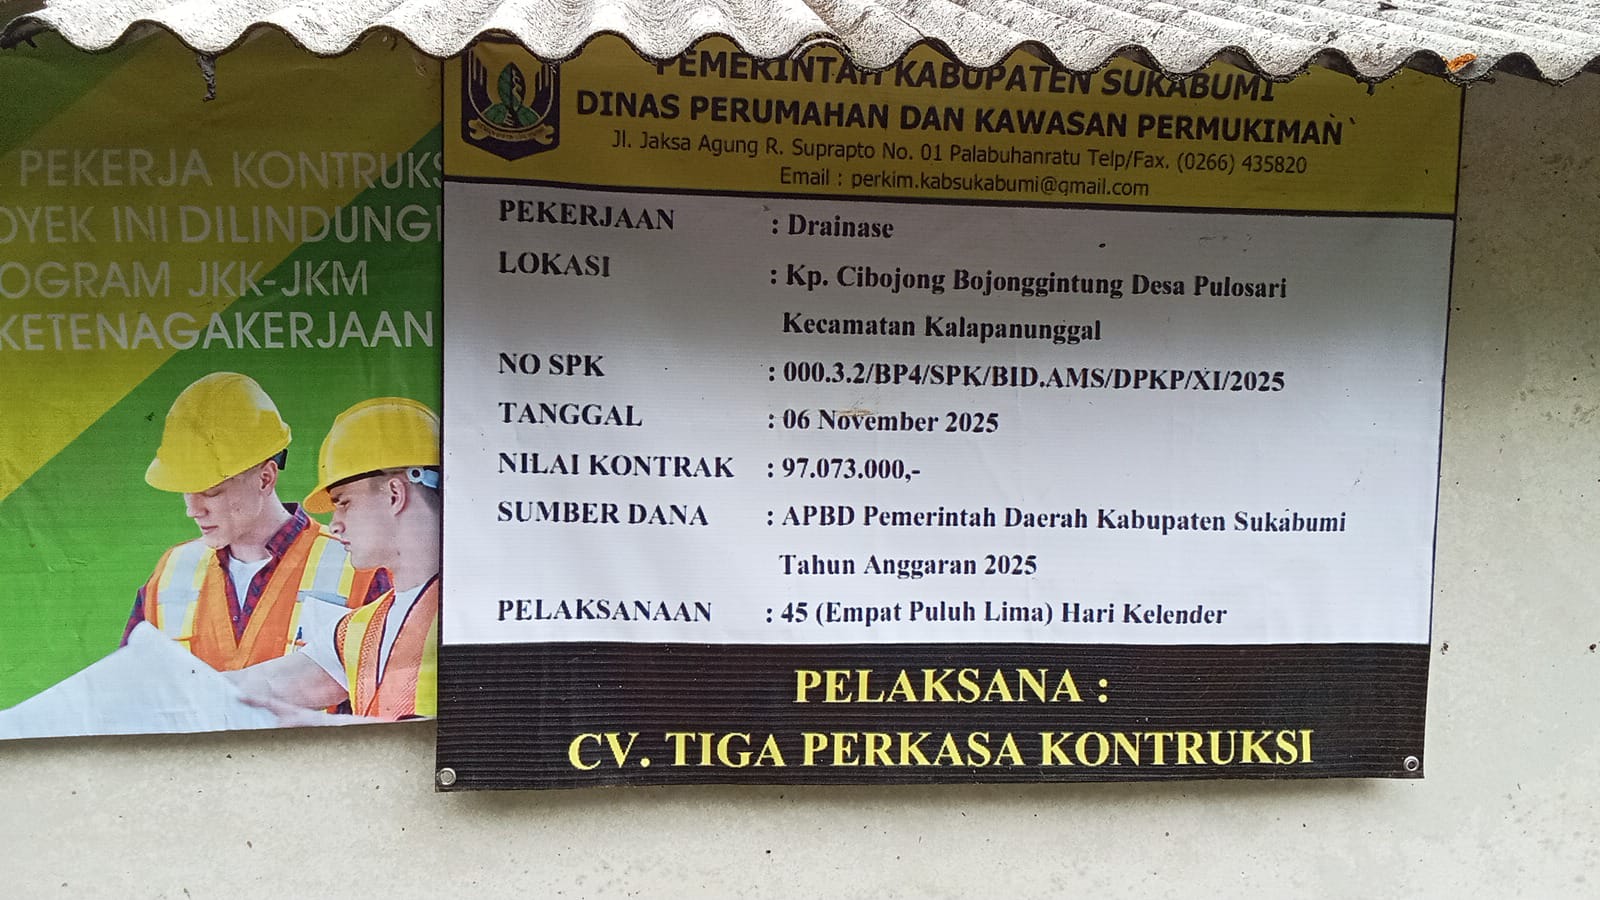 PEKERJA KONTRUKS
OYEK INI DILINDUNGI
OGRAM JKK-JKM
KETENAGAKERJAAN
PEMERINTAH KABUPATEN SUKABUMI
DINAS PERUMAHAN DAN KAWASAN PERMUKIMAN
Jl. Jaksa Agung R. Suprapto No. 01 Palabuhanratu Telp/Fax. (0266) 435820
Email : perkim.kabsukabumi@gmail.com
PEKERJAAN : Drainase
LOKASI : Kp. Cibojong Bojonggintung Desa Pulosari
Kecamatan Kalapanunggal
NO SPK : 000.3.2/BP4/SPK/BID.AMS/DPKP/XI/2025
TANGGAL : 06 November 2025
NILAI KONTRAK : 97.073.000,-
SUMBER DANA : APBD Pemerintah Daerah Kabupaten Sukabumi
Tahun Anggaran 2025
PELAKSANAAN : 45 (Empat Puluh Lima) Hari Kelender
PELAKSANA :
CV. TIGA PERKASA KONTRUKSI